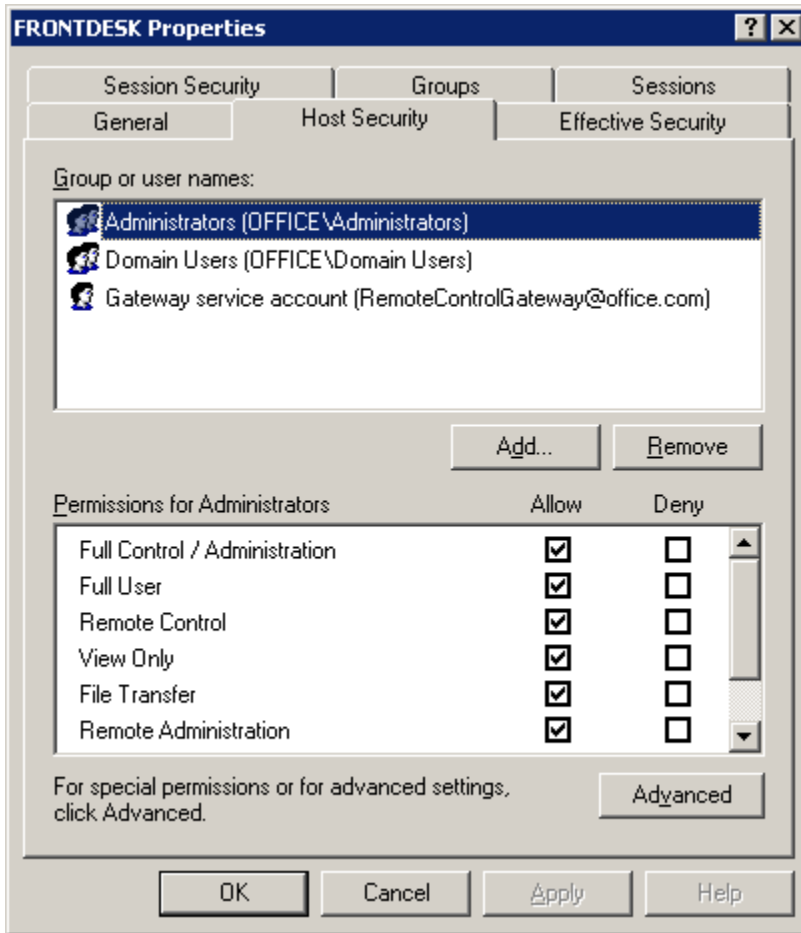 FRONTDESK Properties
Session Security Groups Sessions
General Host Security Effective Security
Group or user names:
Administrators (OFFICE\Administrators)
Domain Users (OFFICE\Domain Users)
Gateway service account (RemoteControlGateway@office.com)
Add... Remove
Permissions for Administrators Allow Deny
Full Control / Administration
Full User
Remote Control
View Only
File Transfer
Remote Administration
For special permissions or for advanced settings,
click Advanced.
Advanced
OK Cancel Apply Help